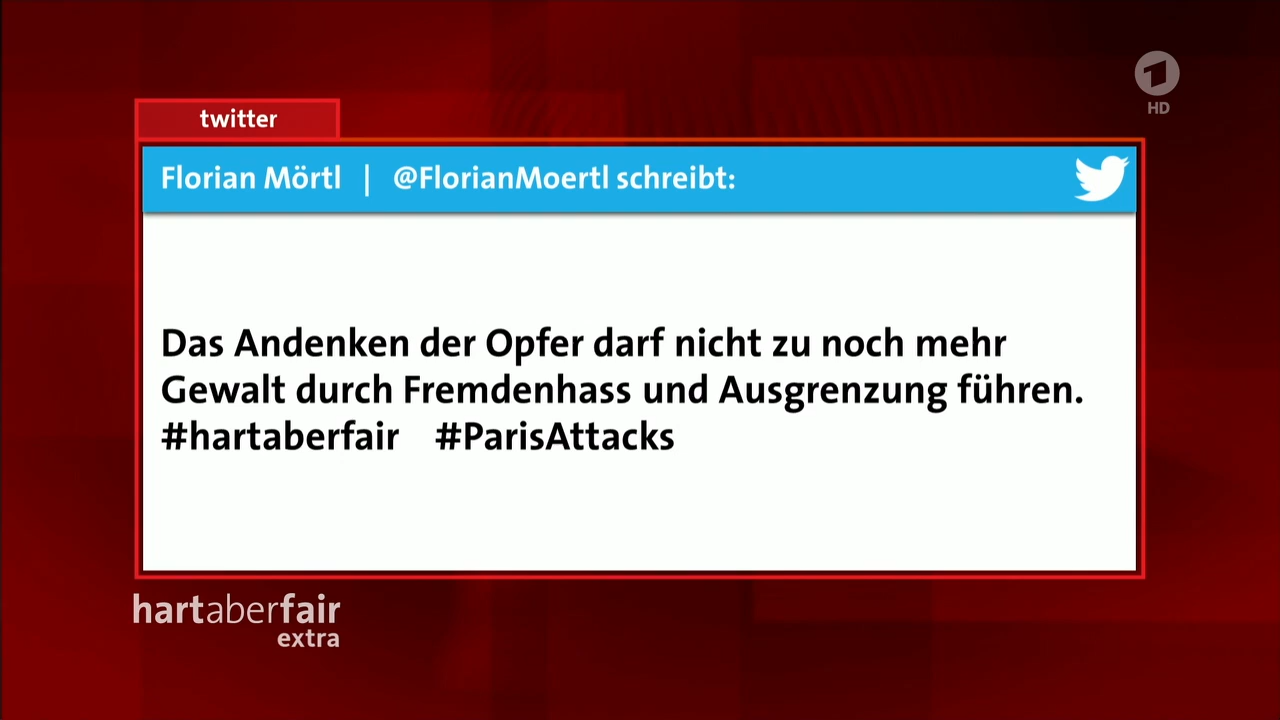 1
HD
twitter
Florian Mörtl | @FlorianMoertl schreibt:
Das Andenken der Opfer darf nicht zu noch mehr
Gewalt durch Fremdenhass und Ausgrenzung führen.
#hartaberfair #ParisAttacks
hartaberfair
extra